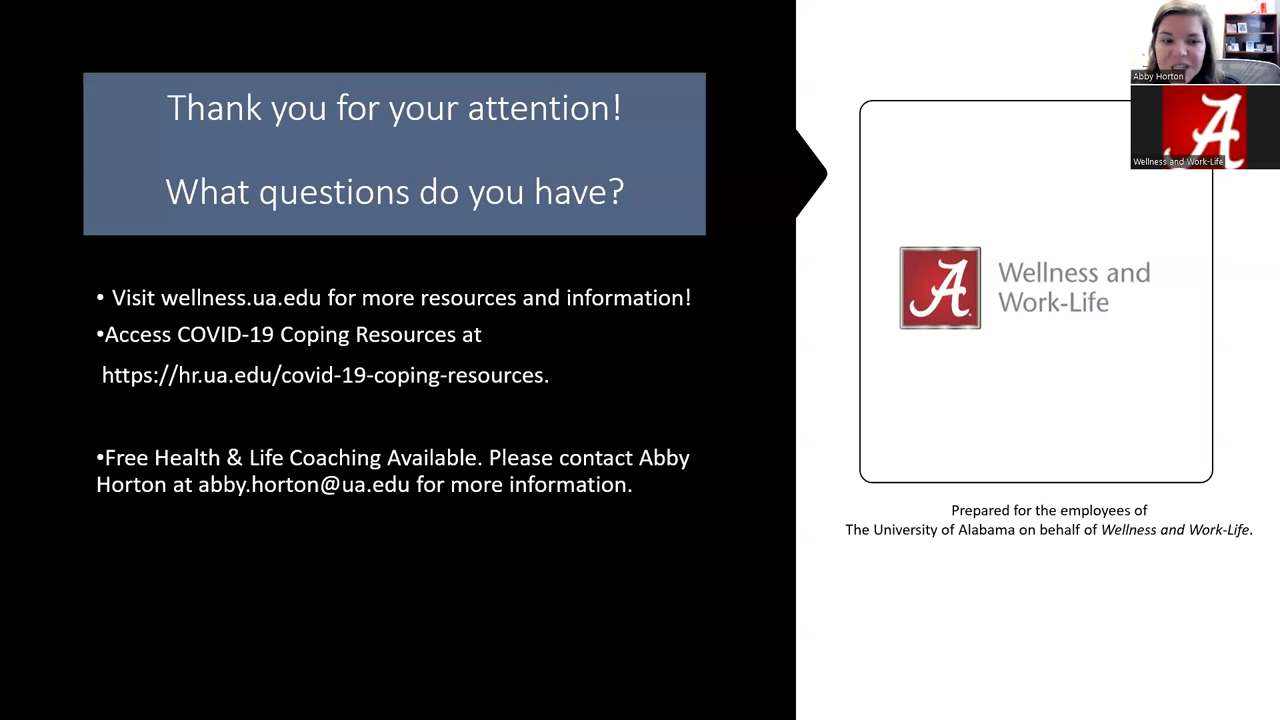 Thank you for your attention!
What questions do you have?
• Visit wellness.ua.edu for more resources and information!
•Access COVID-19 Coping Resources at
https://hr.ua.edu/covid-19-coping-resources.
•Free Health & Life Coaching Available. Please contact Abby
Horton at abby.horton@ua.edu for more information.
Abby Horton
A
Wellness and Work-Life
A
Wellness and
Work-Life
Prepared for the employees of
The University of Alabama on behalf of Wellness and Work-Life.